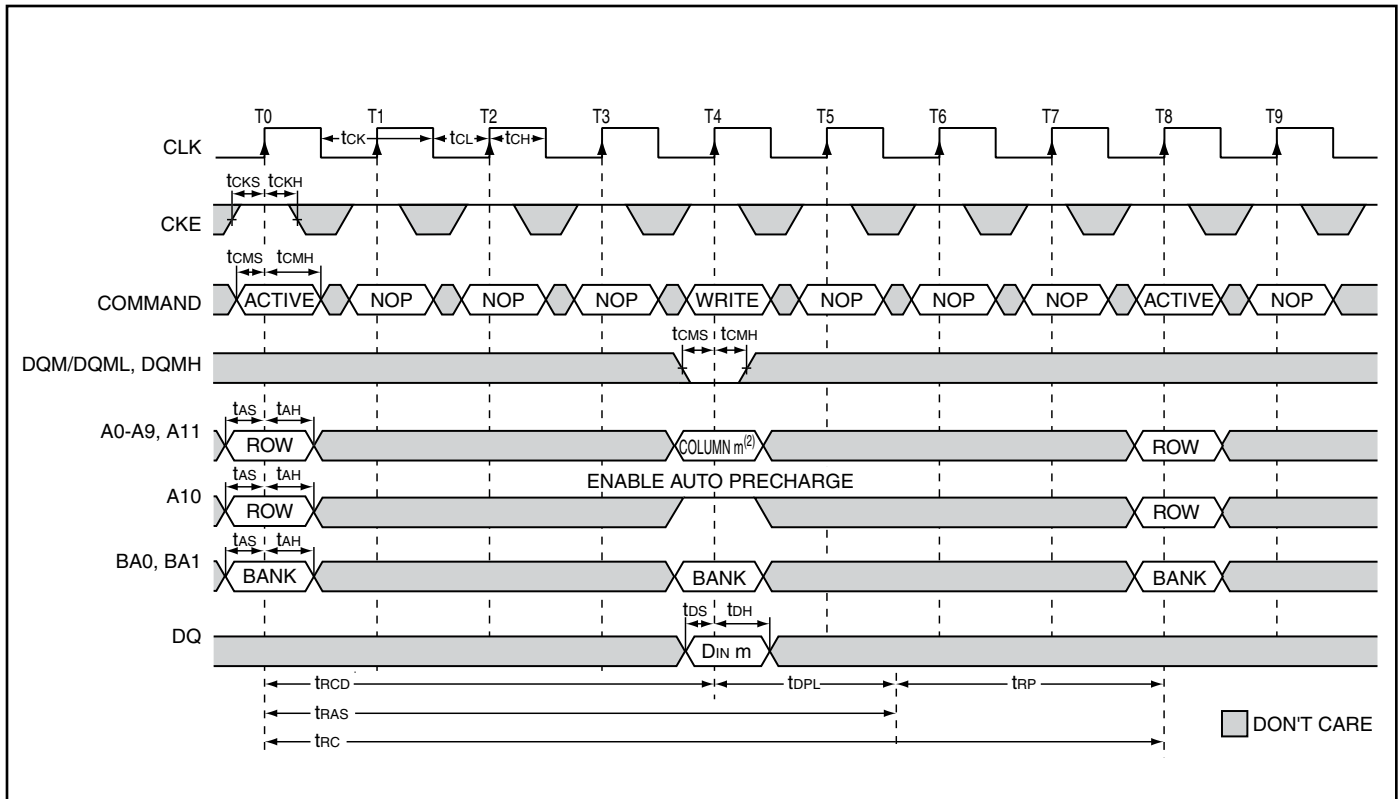 T0 T1 T2 T3 T4 T5 T6 T7 T8 T9
CLK tCK tCL tCH
tCKS tCKH
CKE
tCMS tCMH
COMMAND ACTIVE NOP NOP NOP WRITE NOP NOP NOP ACTIVE NOP
tCMS tCMH
DQM/DQML, DQMH
tAS tAH
A0-A9, A11 ROW COLUMN m(2) ROW
tAS tAH ENABLE AUTO PRECHARGE
A10 ROW ROW
tAS tAH
BA0, BA1 BANK BANK BANK
tDS tDH
DQ DIN m
tRCD tDPL tRP
tRAS
DON'T CARE
tRC